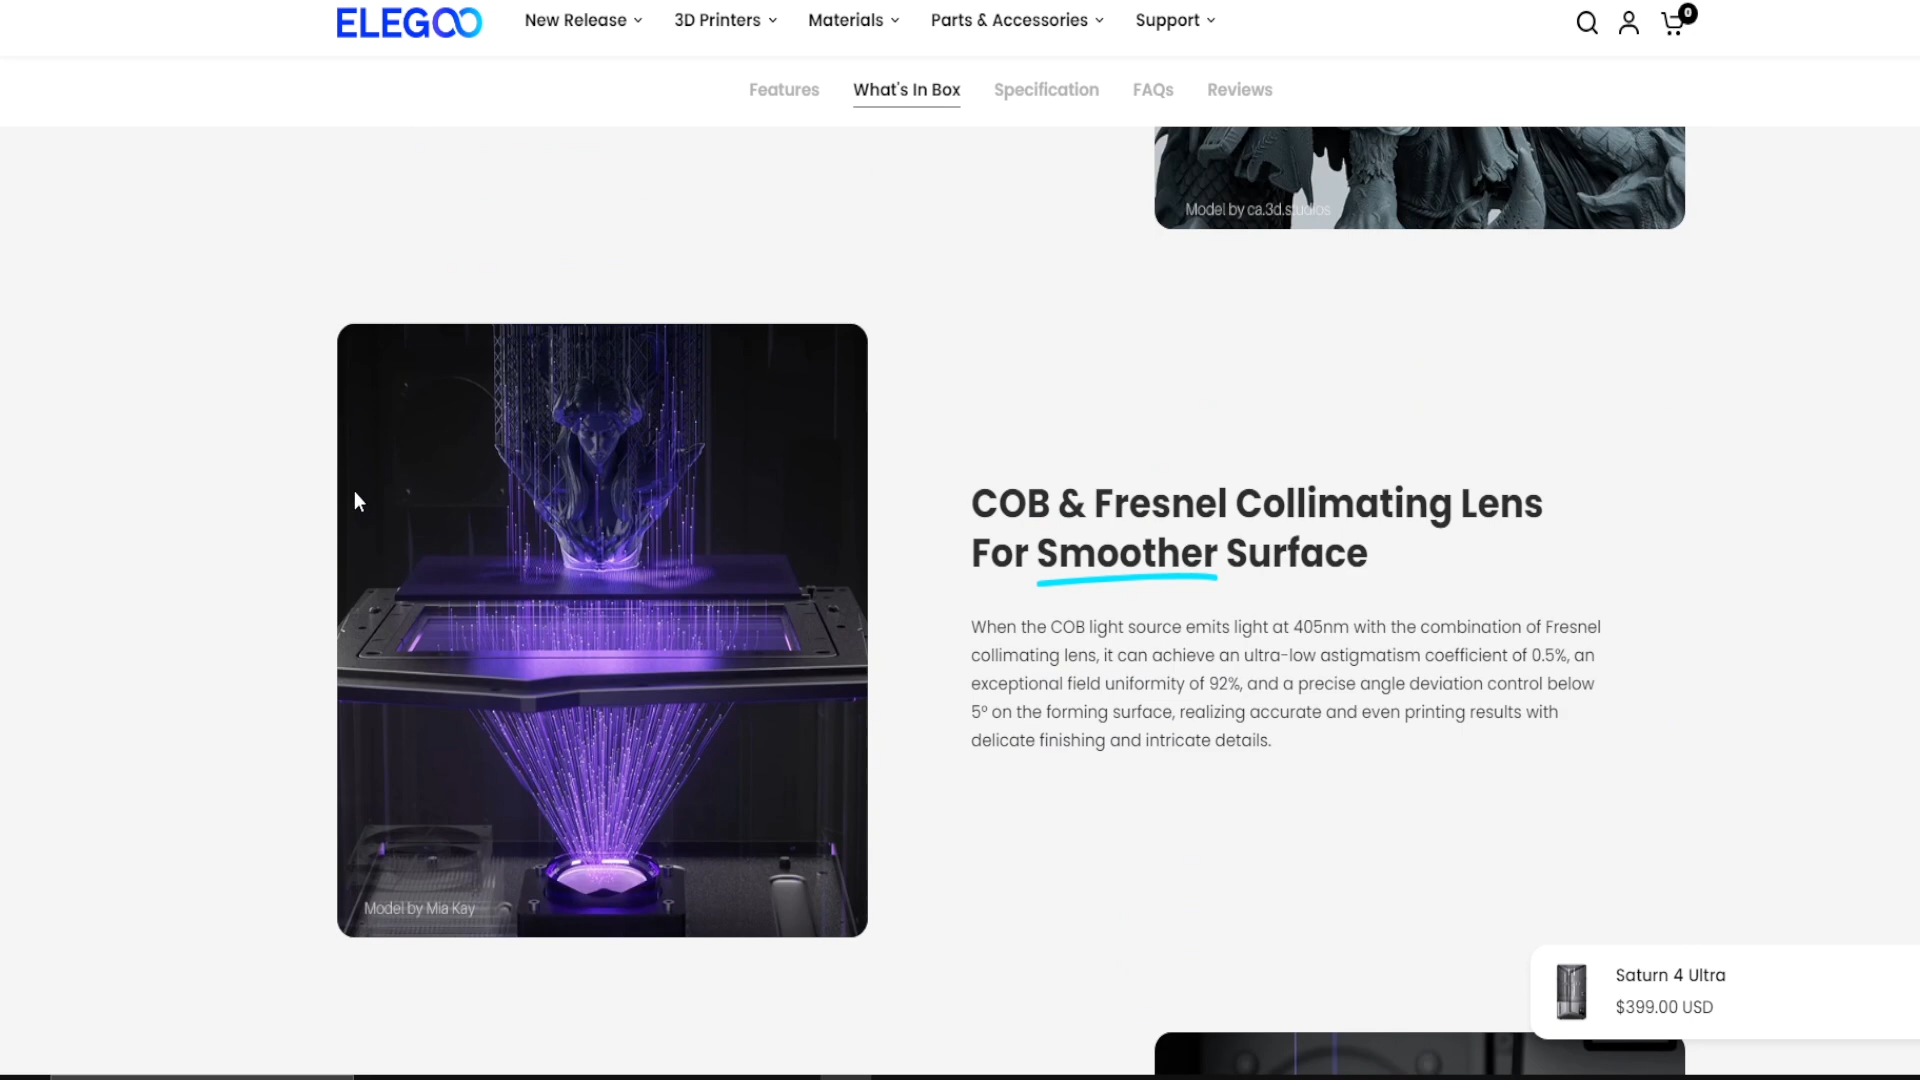 ELEGOO
New Release
3D Printers
Materials
Parts & Accessories
Support
0
Features
What's In Box
Specification
FAQs
Reviews
Model by ca.3d.studios
COB & Fresnel Collimating Lens
For Smoother Surface
When the COB light source emits light at 405nm with the combination of Fresnel
collimating lens, it can achieve an ultra-low astigmatism coefficient of 0.5%, an
exceptional field uniformity of 92%, and a precise angle deviation control below
5° on the forming surface, realizing accurate and even printing results with
delicate finishing and intricate details.
Model by Mia Kay
Saturn 4 Ultra
$399.00 USD